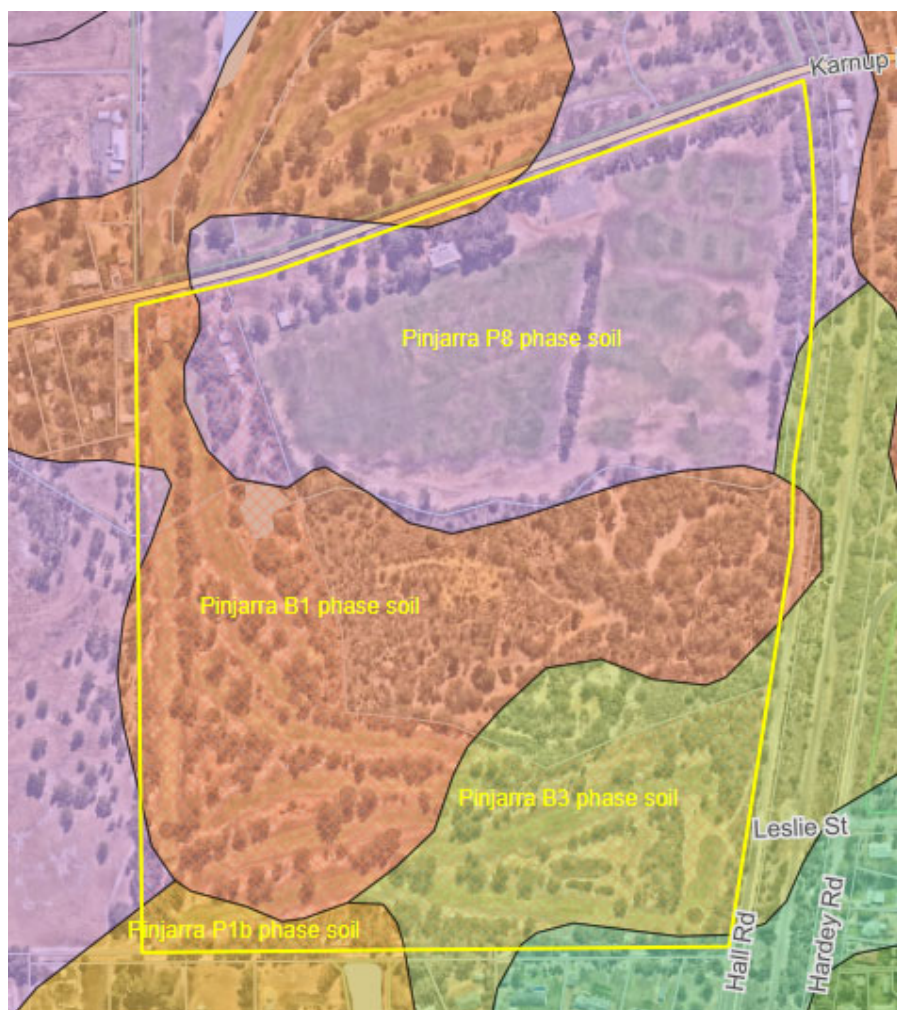 Karnup
Pinjarra P8 phase soil
Pinjarra B1 phase soil
Pinjarra B3 phase soil
Leslie St
Pinjarra P1b phase soil
Hall Rd
Hardey Rd